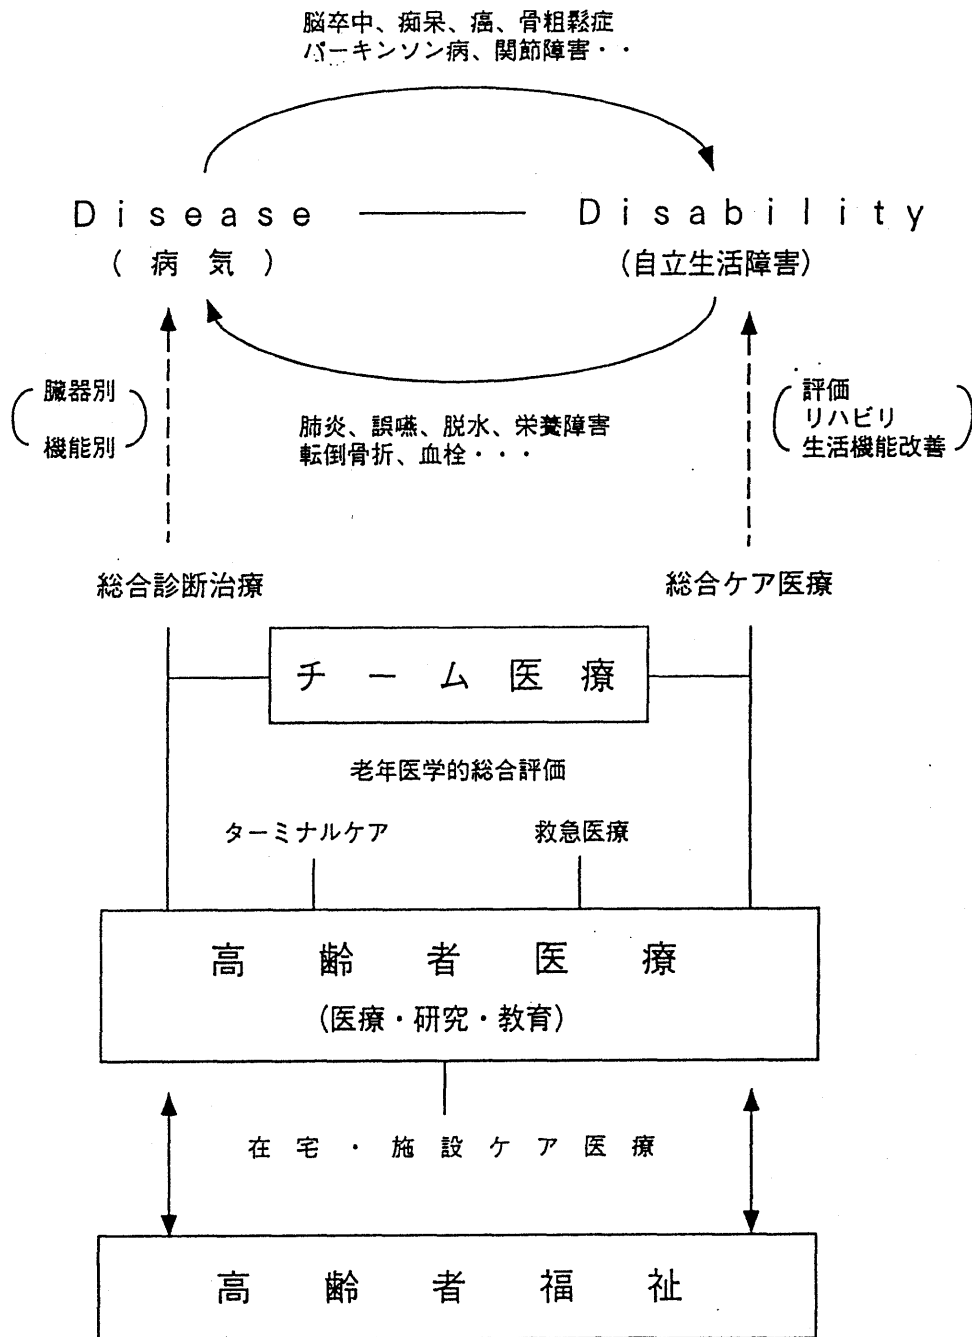 脳卒中、痴呆、癌、骨粗鬆症
パーキンソン病、関節障害・・
Disease
Disability
(病気)
(自立生活障害)
臓器別
機能別
肺炎、誤嚥、脱水、栄養障害
転倒骨折、血栓・・・
評価
リハビリ
生活機能改善
総合診断治療
総合ケア医療
チーム医療
老年医学的総合評価
ターミナルケア
救急医療
高齢者医療
(医療・研究・教育)
在宅・施設ケア医療
高齢者福祉